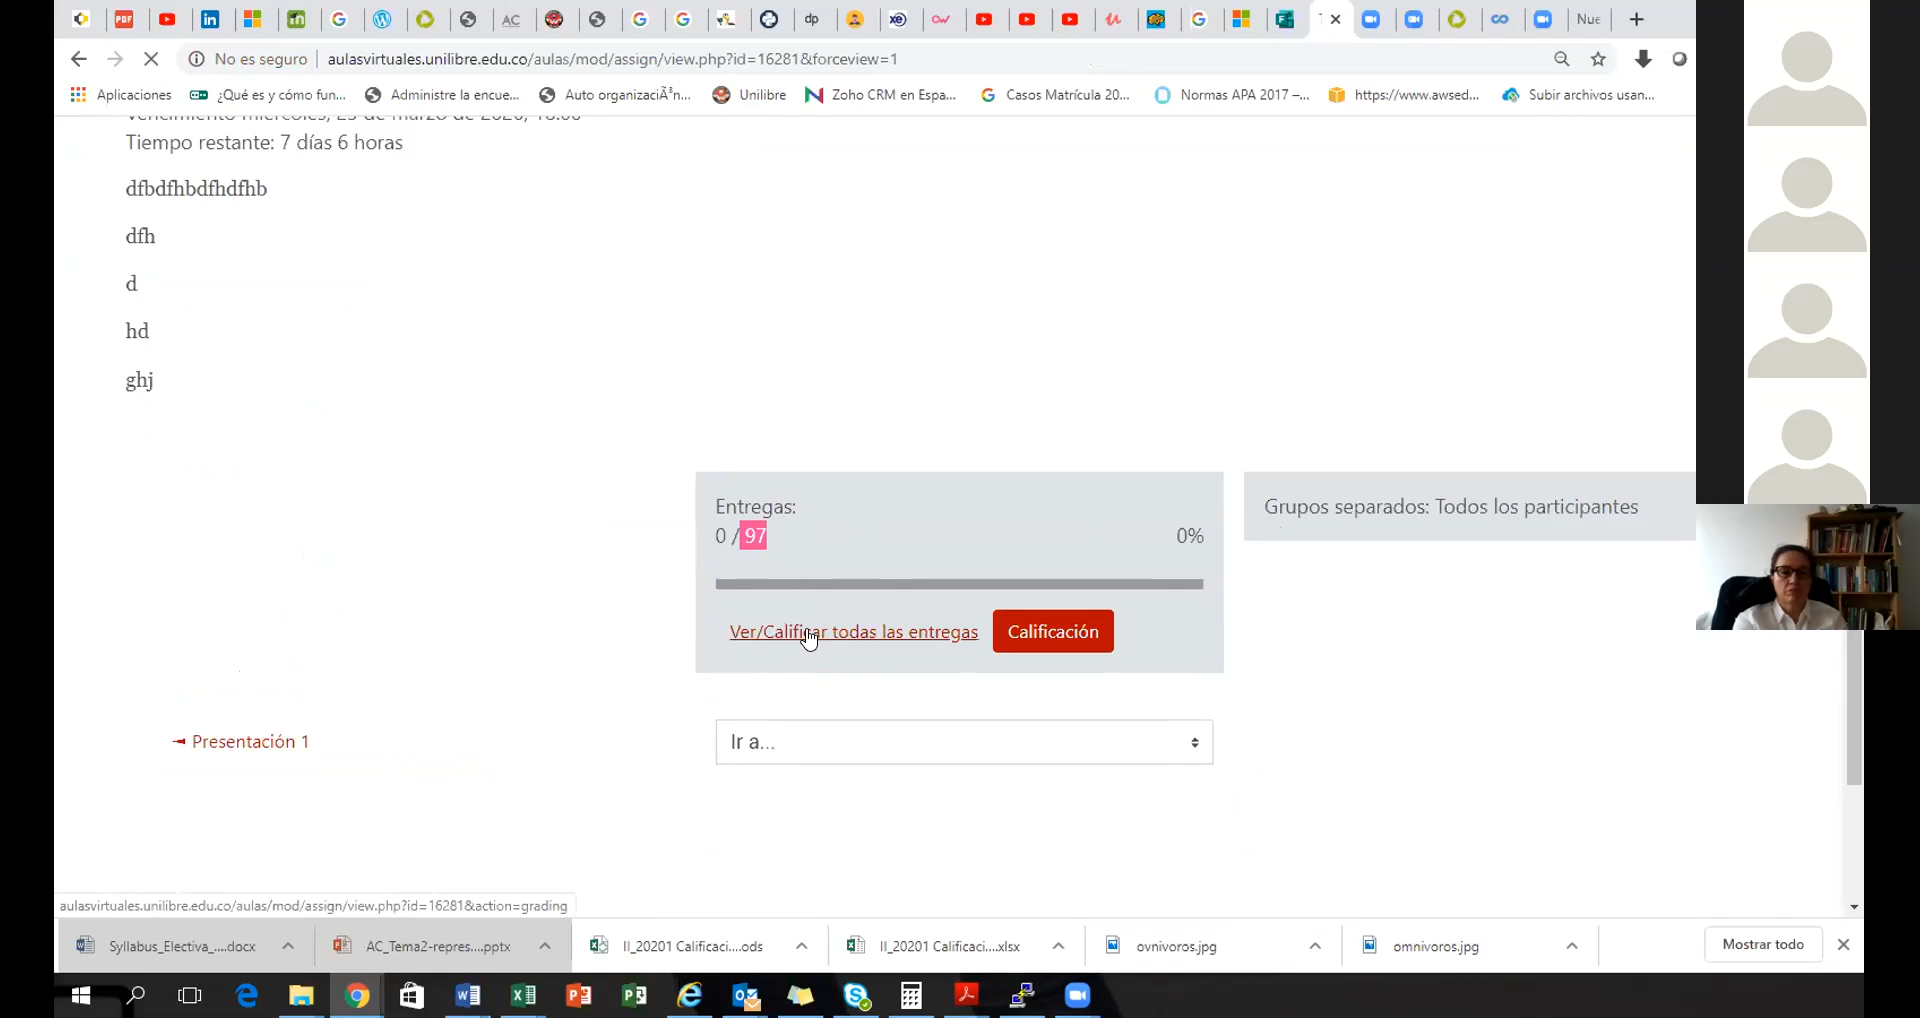 AC
dp
Nue
No es seguro
aulasvirtuales.unilibre.edu.co/aulas/mod/assign/view.php?id=16281&forceview=1
Aplicaciones
¿Qué es y cómo fun...
Administre la encue...
Auto organizaciÃ³n...
Unilibre
Zoho CRM en Espa...
Casos Matrícula 20...
Normas APA 2017 –...
https://www.awsed...
Subir archivos usan...
Tiempo restante: 7 días 6 horas
dfbdfhbdfhdfhb
dfh
d
hd
ghj
Entregas:
0 / 97
0%
Grupos separados: Todos los participantes
Ver/Calificar todas las entregas
Calificación
Presentación 1
Ir a...
aulasvirtuales.unilibre.edu.co/aulas/mod/assign/view.php?id=16281&action=grading
Syllabus_Electiva_....docx
AC_Tema2-repres....pptx
II_20201 Calificaci....ods
II_20201 Calificaci....xlsx
ovnivoros.jpg
omnivoros.jpg
Mostrar todo